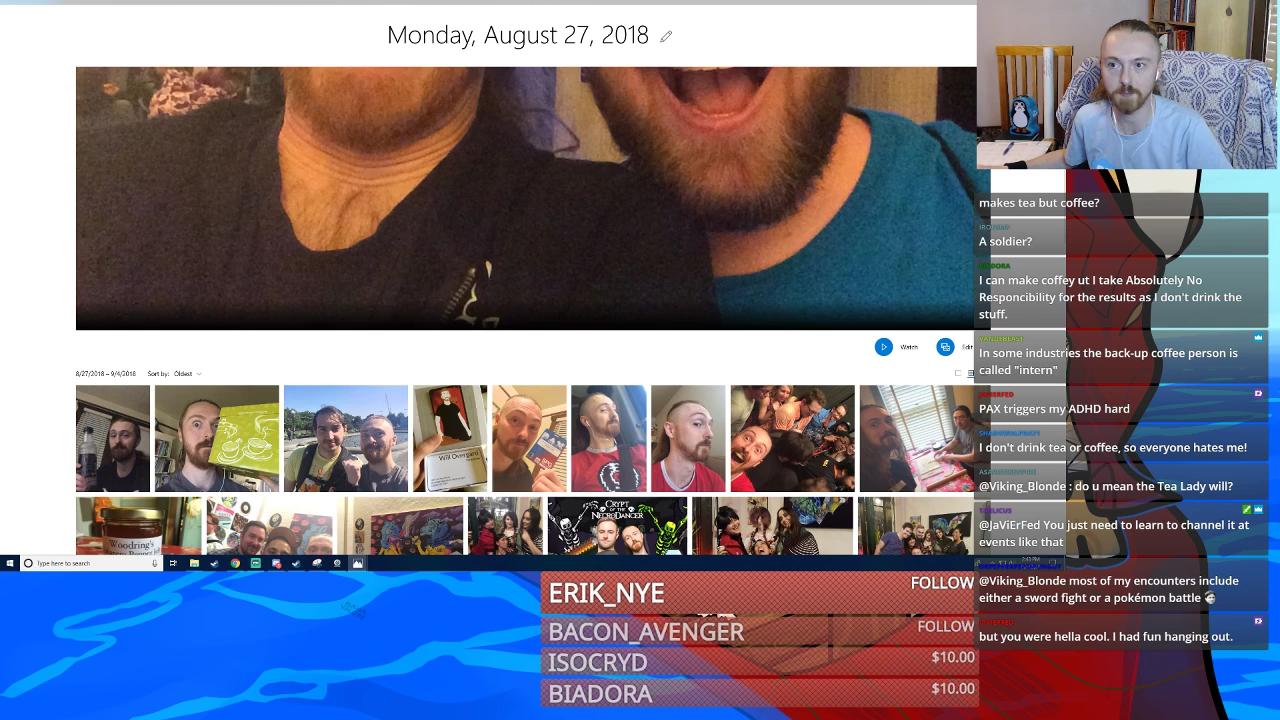 Monday, August 27, 2018
Watch
Edit
8/27/2018 – 9/4/2018 Sort by: Oldest
Will Overgard
Woodring's
CRYPT
OF THE
NECRODANCER
Type here to search
makes tea but coffee?
A soldier?
I can make coffey ut I take Absolutely No
Responcibility for the results as I don't drink the
stuff.
VANDEBEAST
In some industries the back-up coffee person is
called "intern"
JAVIERFED
PAX triggers my ADHD hard
I don't drink tea or coffee, so everyone hates me!
@Viking_Blonde : do u mean the Tea Lady will?
@JaViErFed You just need to learn to channel it at
events like that
@Viking_Blonde most of my encounters include
either a sword fight or a pokémon battle
but you were hella cool. I had fun hanging out.
ERIK_NYE FOLLOW
BACON_AVENGER FOLLOW
ISOCRYD $10.00
BIADORA $10.00